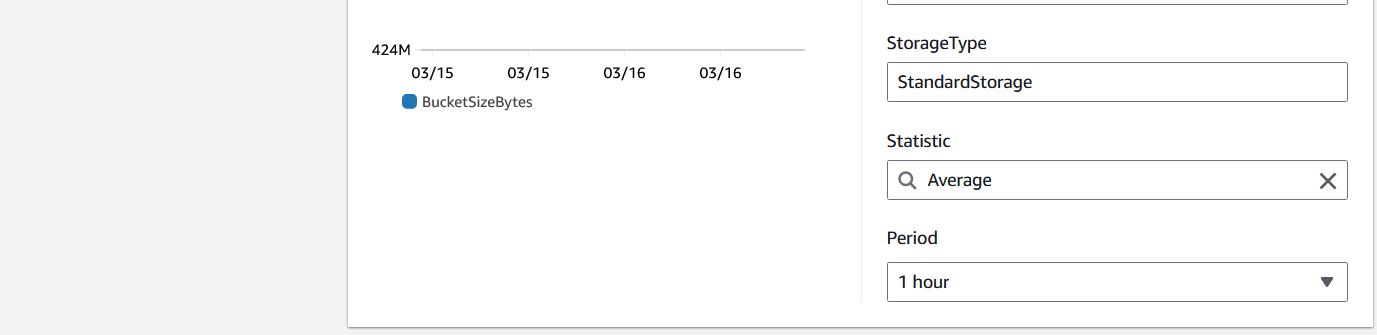 424M
03/15 03/15 03/16 03/16
BucketSizeBytes
StorageType
StandardStorage
Statistic
Average
Period
1 hour